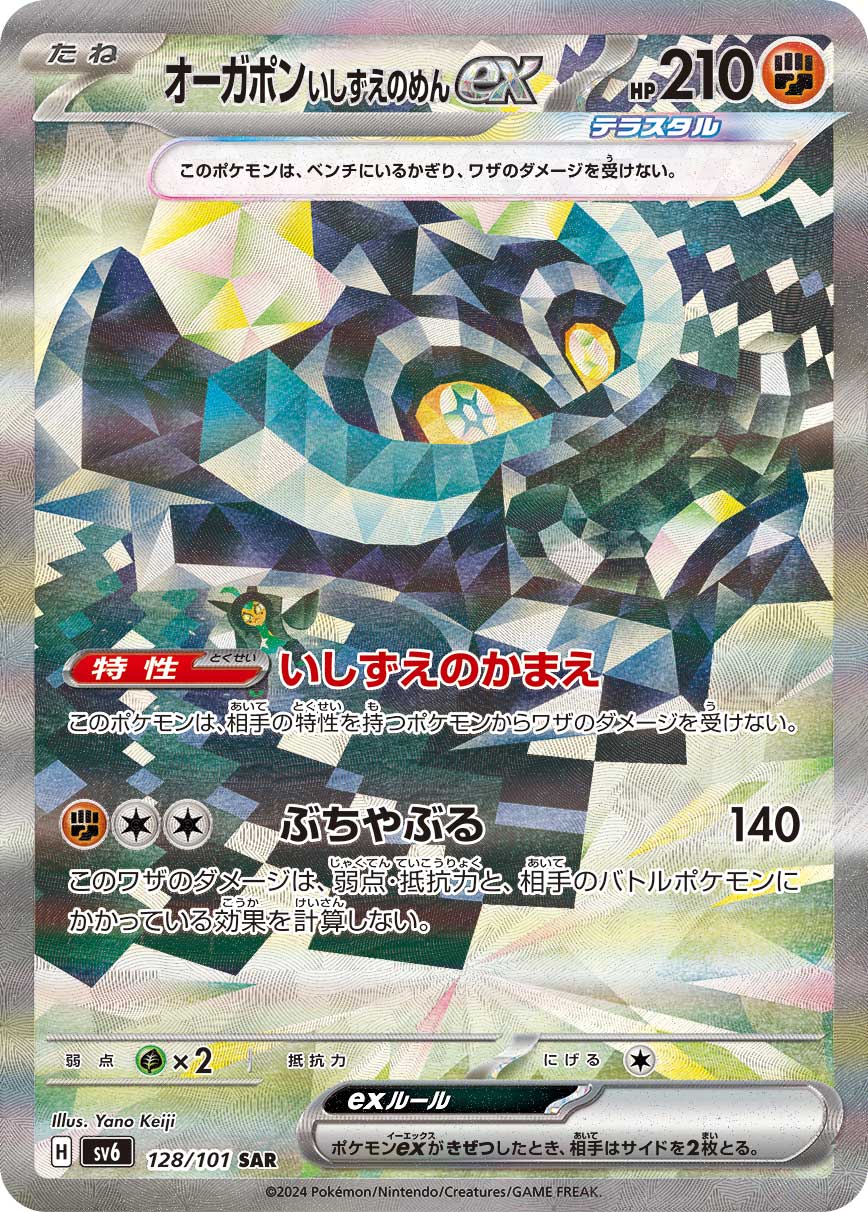 たね
オーガポン いしずえのめん ex HP 210
テラスタル
このポケモンは、ベンチにいるかぎり、ワザのダメージを受けない。
特性 いしずえのかまえ
このポケモンは、相手の特性を持つポケモンからワザのダメージを受けない。
ぶちやぶる 140
このワザのダメージは、弱点・抵抗力と、相手のバトルポケモンに
かかっている効果を計算しない。
弱点 ×2 抵抗力 にげる
exルール
ポケモンexがきぜつしたとき、相手はサイドを2枚とる。
Illus. Yano Keiji
H sv6 128/101 SAR
©2024 Pokémon/Nintendo/Creatures/GAME FREAK.